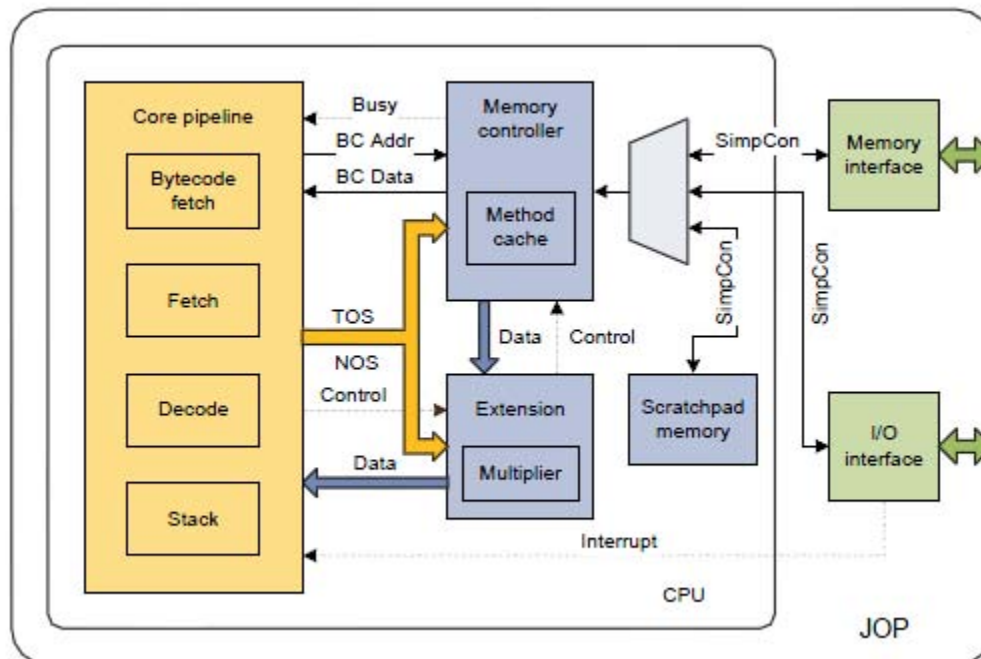 Core pipeline
Bytecode
fetch
Fetch
Decode
Stack
Busy
BC Addr
BC Data
TOS
NOS
Control
Data
Memory
controller
Method
cache
Data
Control
Extension
Multiplier
SimpCon
SimpCon
SimpCon
Scratchpad
memory
Memory
interface
I/O
interface
Interrupt
CPU
JOP